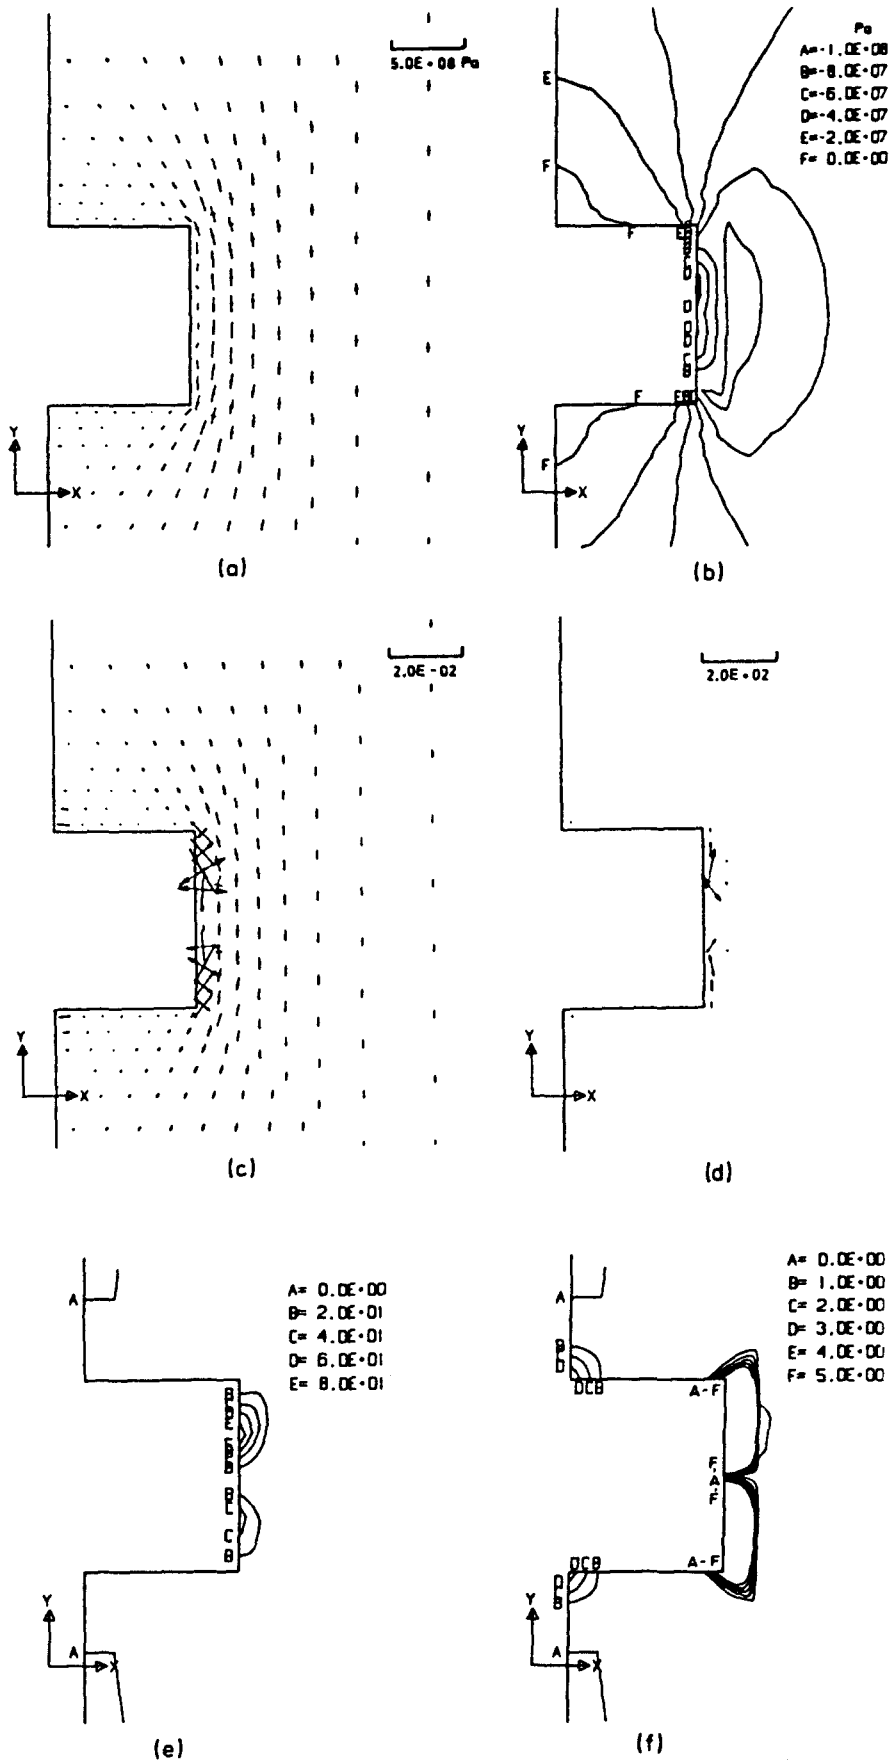 5.0E+08 Pa
Y
X
(a)
Pa
A=-1.0E+08
B=-8.0E+07
C=-6.0E+07
D=-4.0E+07
E=-2.0E+07
F= 0.0E+00
E
F
F
D
D
D
D
C
B
F
F
Y
X
(b)
2.0E-02
Y
X
(c)
2.0E+02
Y
X
(d)
A= 0.0E+00
B= 2.0E+01
C= 4.0E+01
D= 6.0E+01
E= 8.0E+01
A
B
E
B
B
C
B
A
Y
X
(e)
A= 0.0E+00
B= 1.0E+00
C= 2.0E+00
D= 3.0E+00
E= 4.0E+00
F= 5.0E+00
A
B
D
DCB
A-F
F
A
F
DCB
A-F
D
B
A
Y
X
(f)